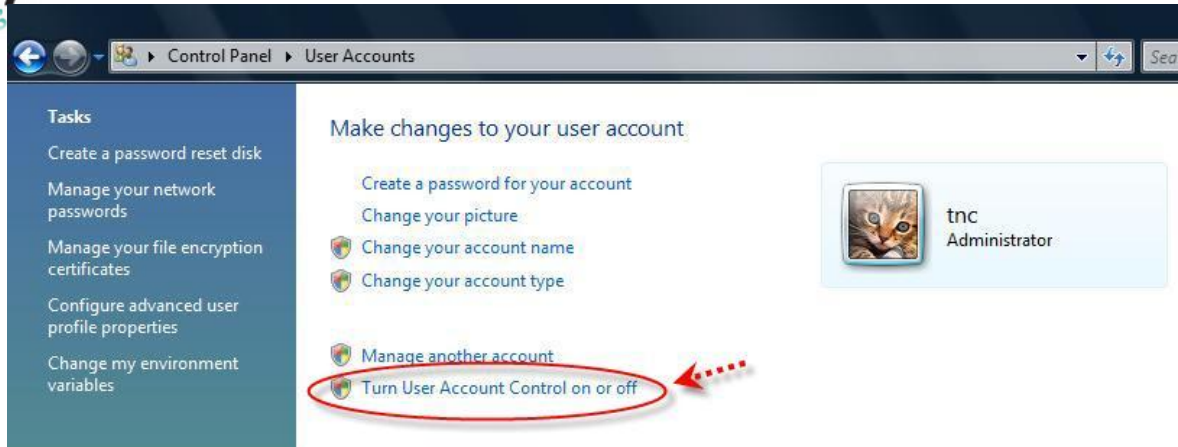 Control Panel ▸ User Accounts
Sea
Tasks
Create a password reset disk
Manage your network
passwords
Manage your file encryption
certificates
Configure advanced user
profile properties
Change my environment
variables
Make changes to your user account
Create a password for your account
Change your picture
Change your account name
Change your account type
Manage another account
Turn User Account Control on or off
tnc
Administrator